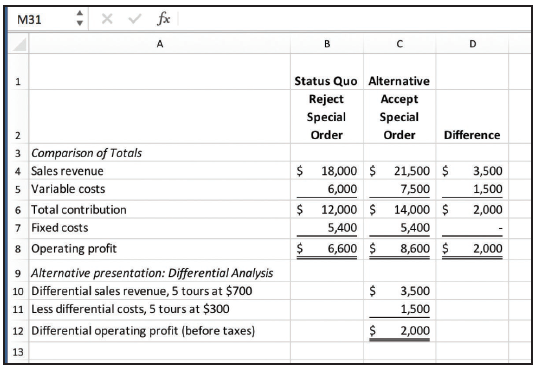 M31 fx
A B C D
1 Status Quo Alternative
Reject Accept
Special Special
2 Order Order Difference
3 Comparison of Totals
4 Sales revenue $ 18,000 $ 21,500 $ 3,500
5 Variable costs 6,000 7,500 1,500
6 Total contribution $ 12,000 $ 14,000 $ 2,000
7 Fixed costs 5,400 5,400 -
8 Operating profit $ 6,600 $ 8,600 $ 2,000
9 Alternative presentation: Differential Analysis
10 Differential sales revenue, 5 tours at $700 $ 3,500
11 Less differential costs, 5 tours at $300 1,500
12 Differential operating profit (before taxes) $ 2,000
13